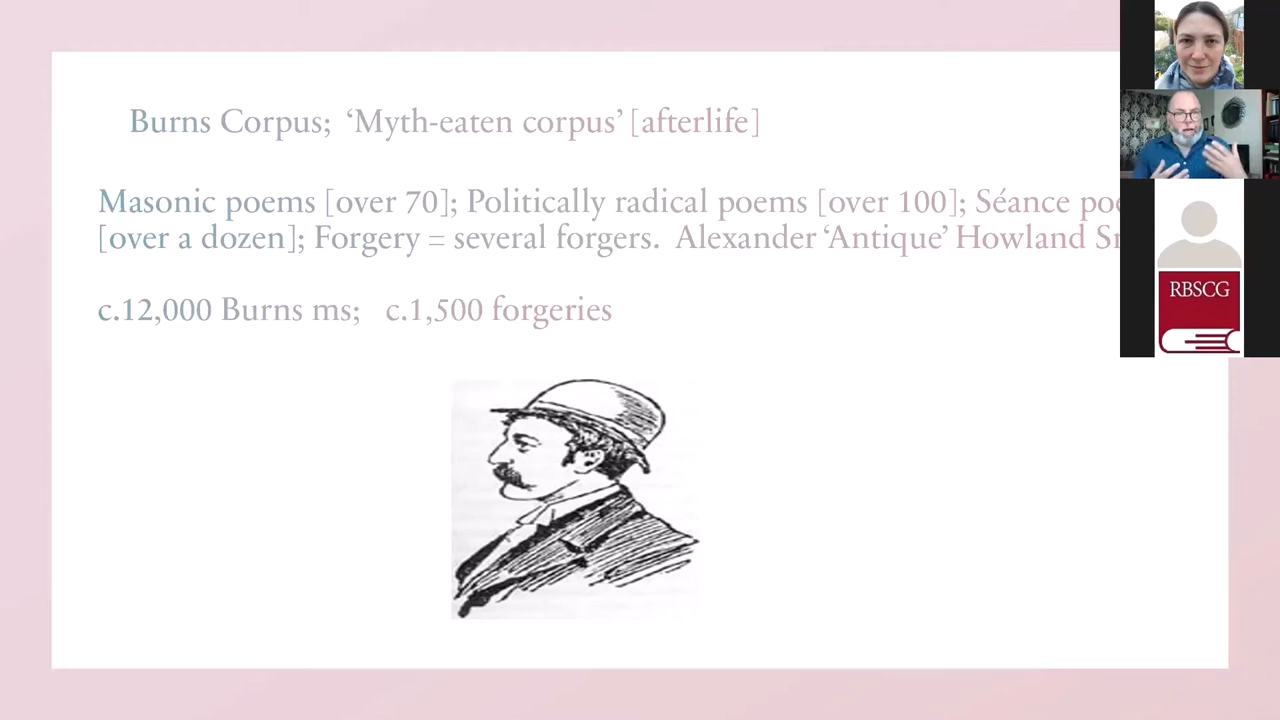 Burns Corpus; ‘Myth-eaten corpus’ [afterlife]
Masonic poems [over 70]; Politically radical poems [over 100]; Séance
[over a dozen]; Forgery = several forgers. Alexander ‘Antique’ Howland
c.12,000 Burns ms; c.1,500 forgeries
RBSCG